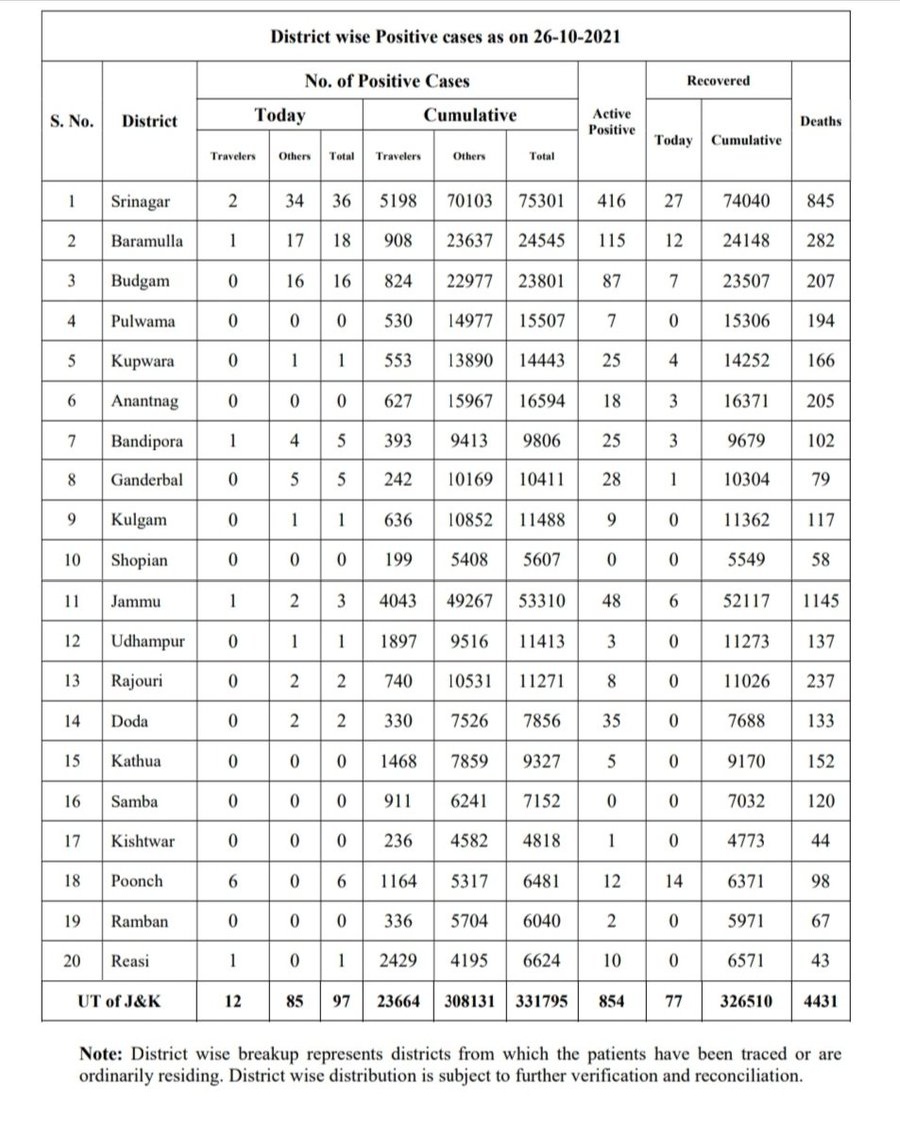 District wise Positive cases as on 26-10-2021
S. No. District No. of Positive Cases Active Positive Recovered Deaths
Today Cumulative Today Cumulative
Travelers Others Total Travelers Others Total
1 Srinagar 2 34 36 5198 70103 75301 416 27 74040 845
2 Baramulla 1 17 18 908 23637 24545 115 12 24148 282
3 Budgam 0 16 16 824 22977 23801 87 7 23507 207
4 Pulwama 0 0 0 530 14977 15507 7 0 15306 194
5 Kupwara 0 1 1 553 13890 14443 25 4 14252 166
6 Anantnag 0 0 0 627 15967 16594 18 3 16371 205
7 Bandipora 1 4 5 393 9413 9806 25 3 9679 102
8 Ganderbal 0 5 5 242 10169 10411 28 1 10304 79
9 Kulgam 0 1 1 636 10852 11488 9 0 11362 117
10 Shopian 0 0 0 199 5408 5607 0 0 5549 58
11 Jammu 1 2 3 4043 49267 53310 48 6 52117 1145
12 Udhampur 0 1 1 1897 9516 11413 3 0 11273 137
13 Rajouri 0 2 2 740 10531 11271 8 0 11026 237
14 Doda 0 2 2 330 7526 7856 35 0 7688 133
15 Kathua 0 0 0 1468 7859 9327 5 0 9170 152
16 Samba 0 0 0 911 6241 7152 0 0 7032 120
17 Kishtwar 0 0 0 236 4582 4818 1 0 4773 44
18 Poonch 6 0 6 1164 5317 6481 12 14 6371 98
19 Ramban 0 0 0 336 5704 6040 2 0 5971 67
20 Reasi 1 0 1 2429 4195 6624 10 0 6571 43
UT of J&K 12 85 97 23664 308131 331795 854 77 326510 4431
Note: District wise breakup represents districts from which the patients have been traced or are
ordinarily residing. District wise distribution is subject to further verification and reconciliation.